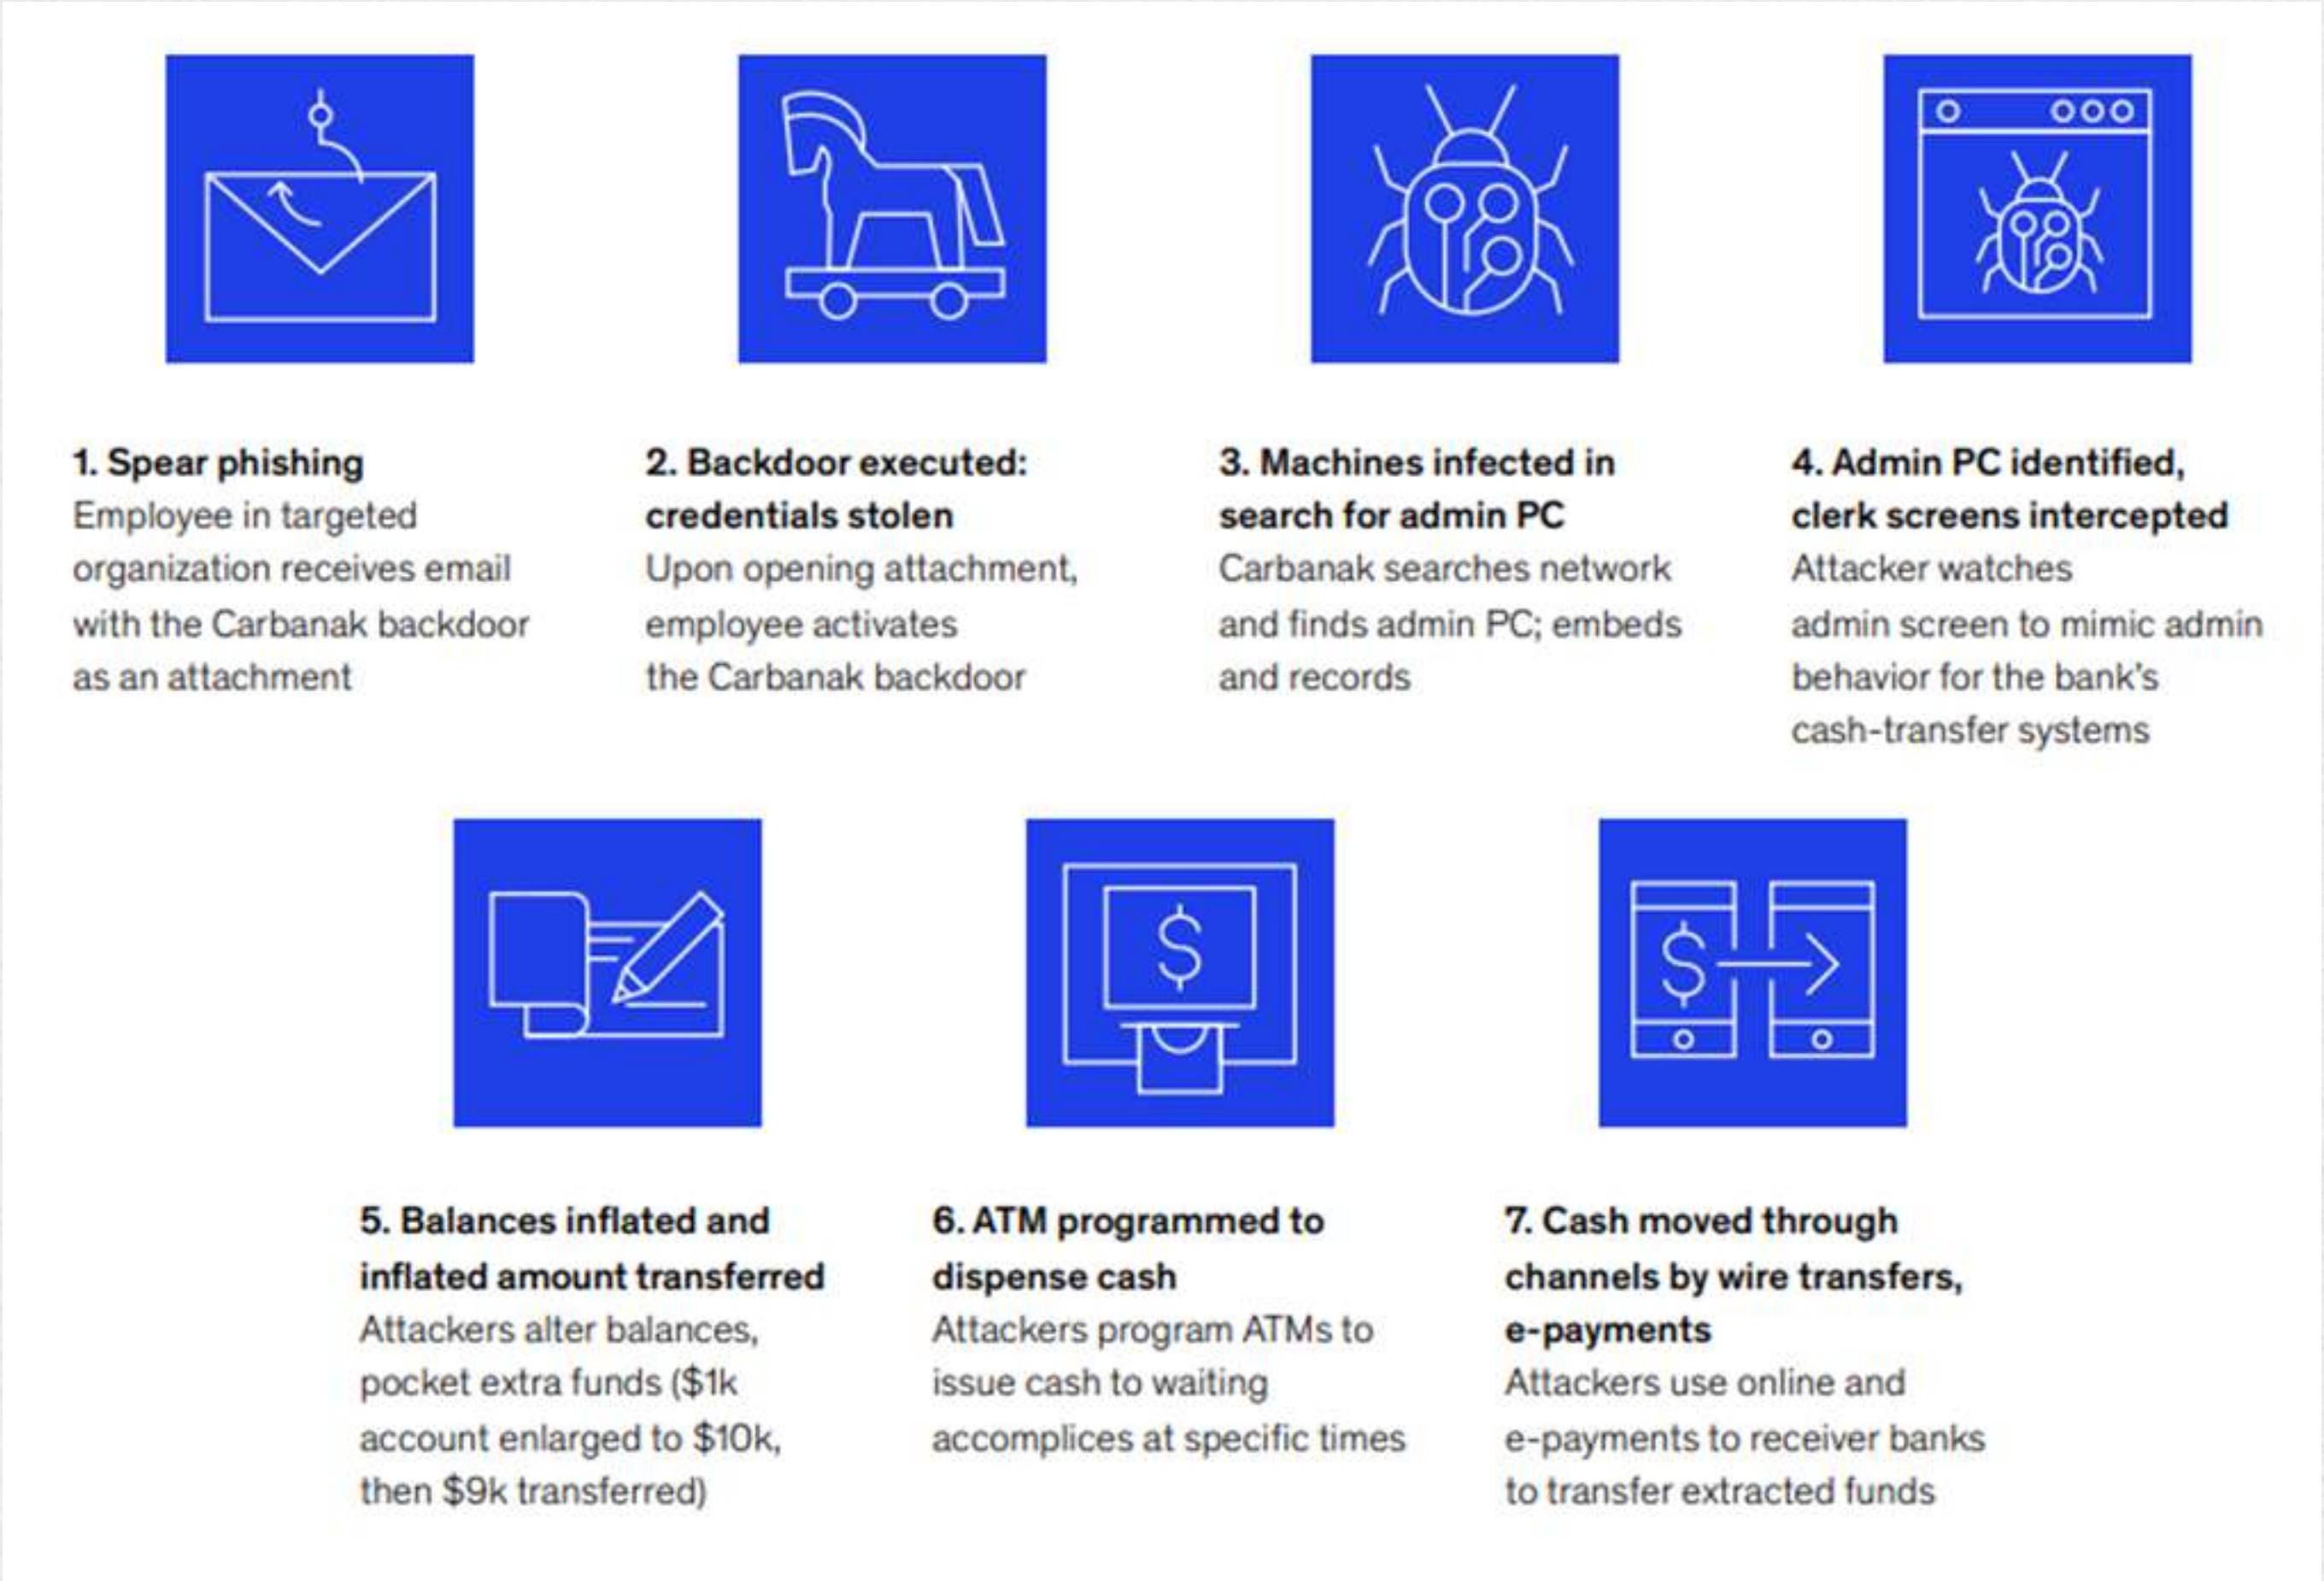 1. Spear phishing
Employee in targeted
organization receives email
with the Carbanak backdoor
as an attachment
2. Backdoor executed:
credentials stolen
Upon opening attachment,
employee activates
the Carbanak backdoor
3. Machines infected in
search for admin PC
Carbanak searches network
and finds admin PC; embeds
and records
4. Admin PC identified,
clerk screens intercepted
Attacker watches
admin screen to mimic admin
behavior for the bank's
cash-transfer systems
5. Balances inflated and
inflated amount transferred
Attackers alter balances,
pocket extra funds ($1k
account enlarged to $10k,
then $9k transferred)
$
6. ATM programmed to
dispense cash
Attackers program ATMs to
issue cash to waiting
accomplices at specific times
$
7. Cash moved through
channels by wire transfers,
e-payments
Attackers use online and
e-payments to receiver banks
to transfer extracted funds